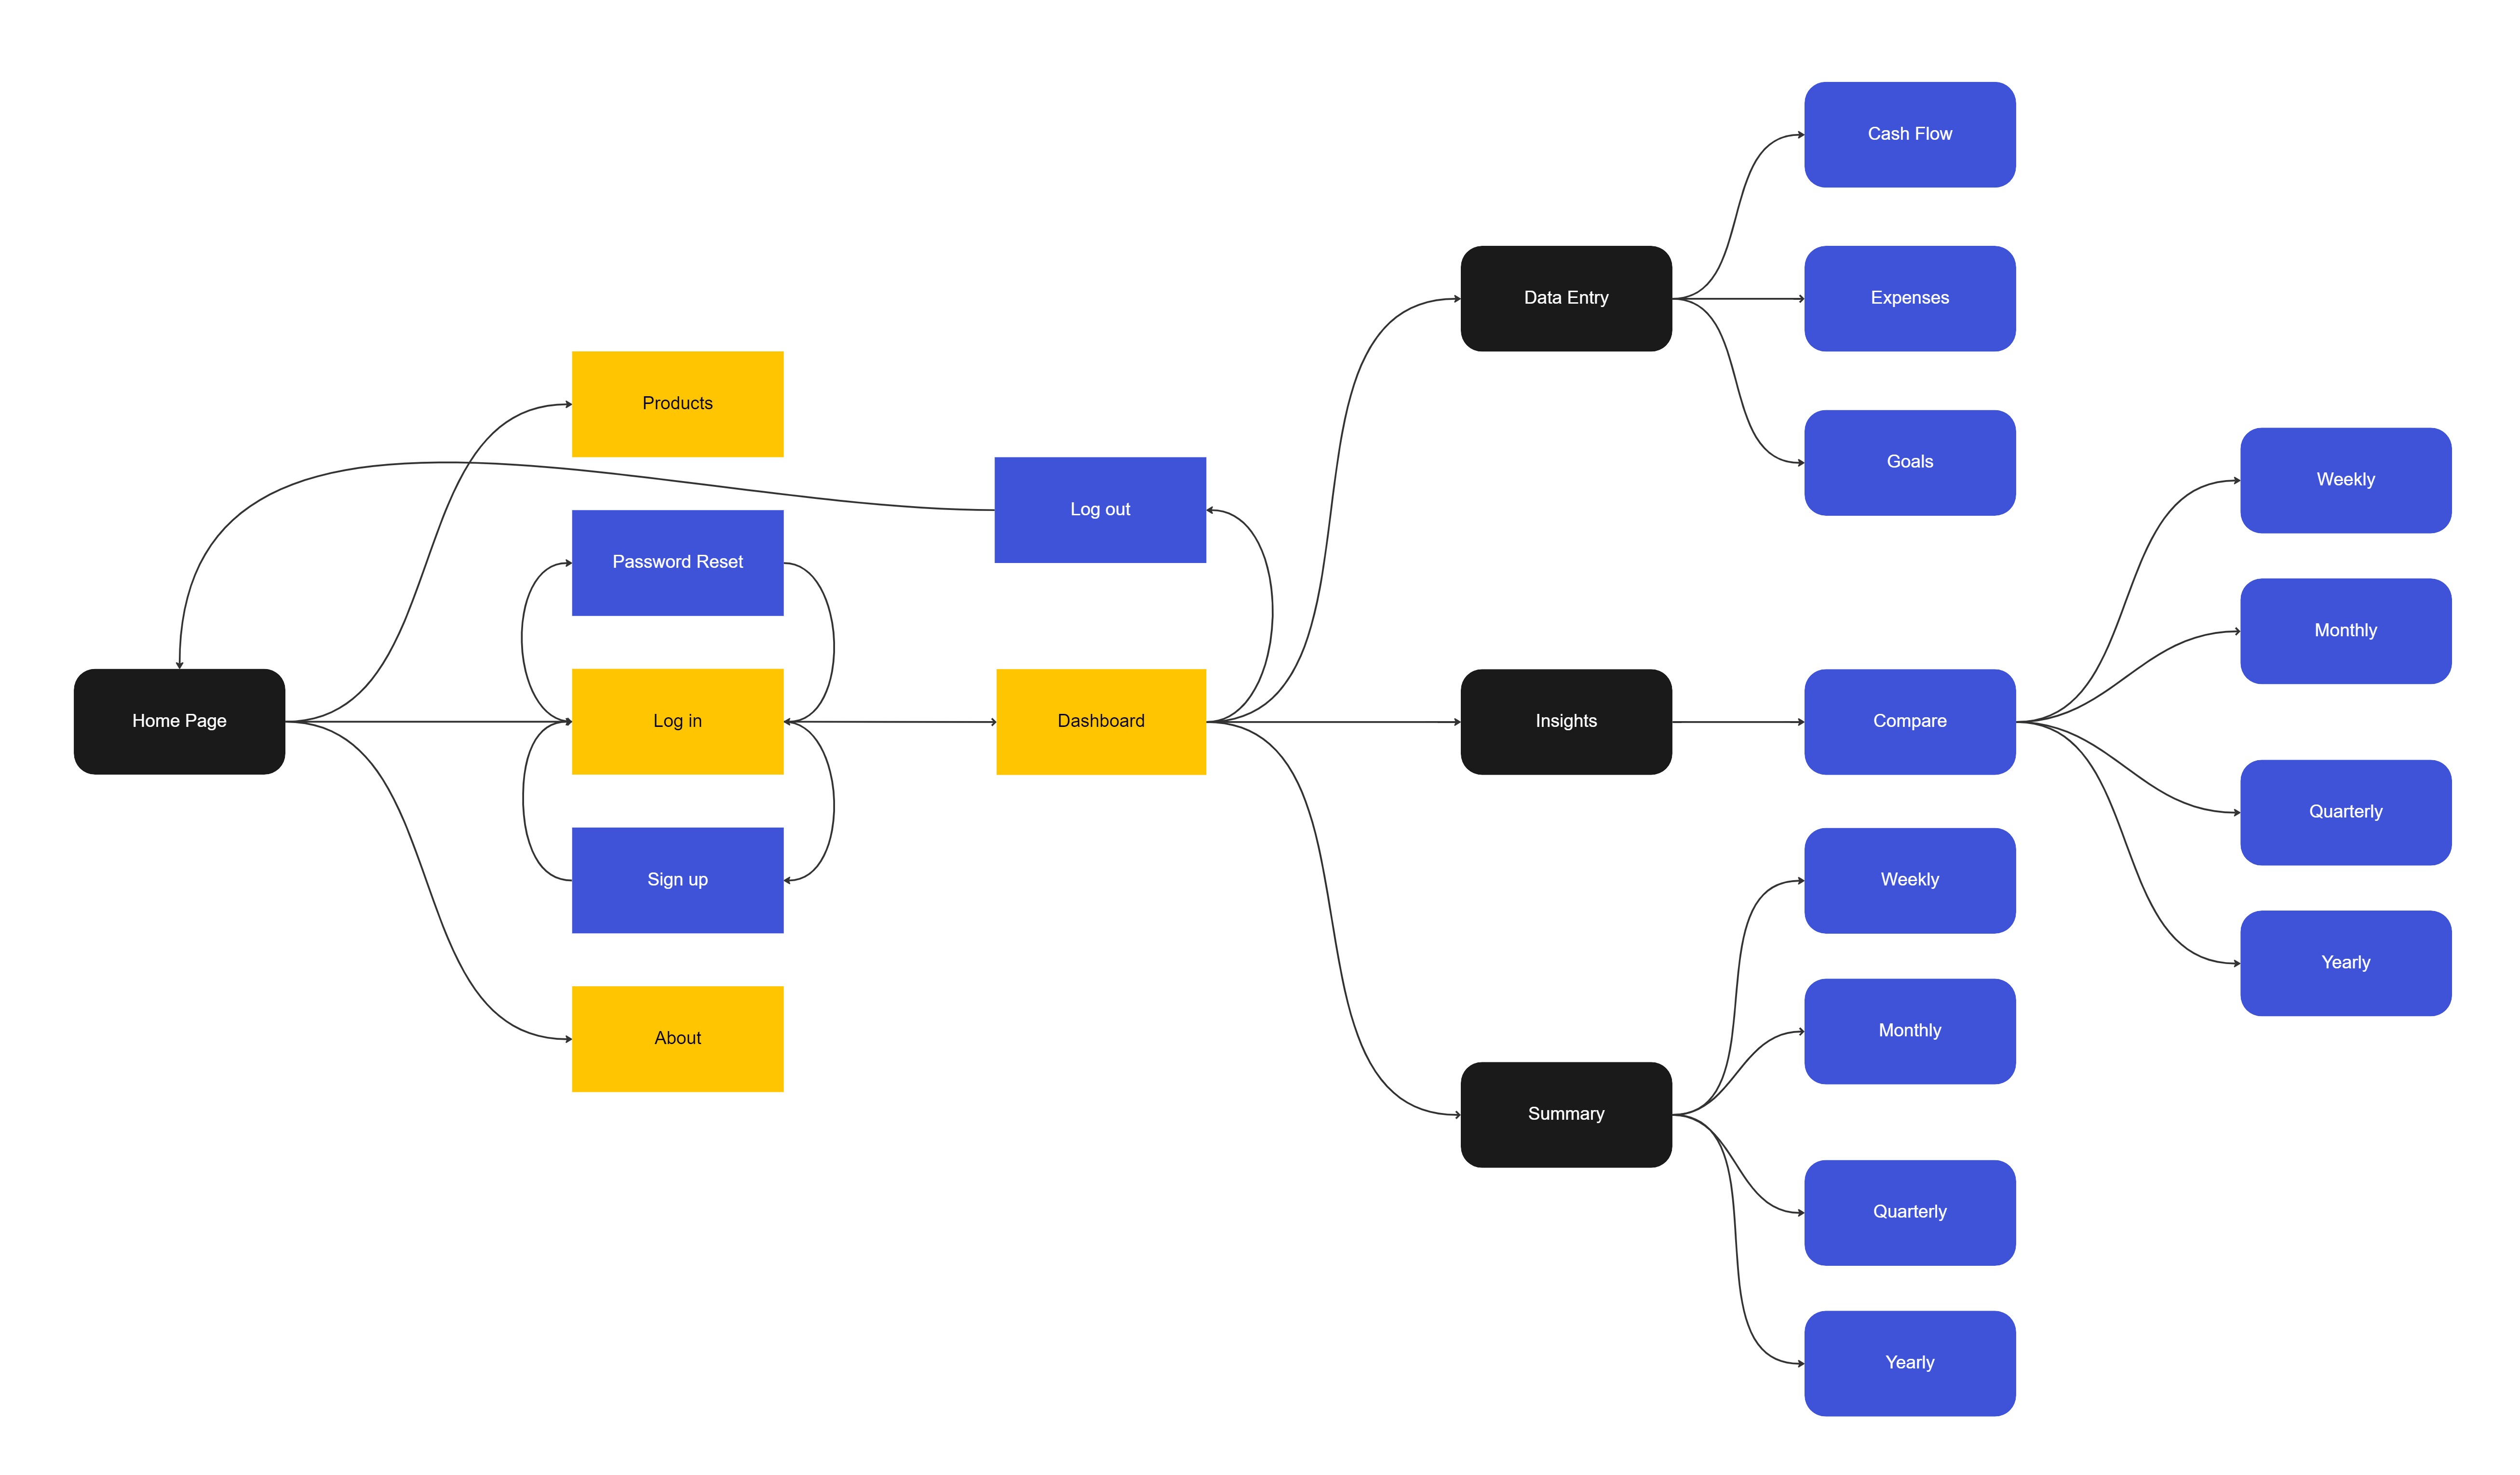 Home Page
Products
Password Reset
Log in
Sign up
About
Log out
Dashboard
Data Entry
Insights
Summary
Cash Flow
Expenses
Goals
Compare
Weekly
Monthly
Quarterly
Yearly
Weekly
Monthly
Quarterly
Yearly